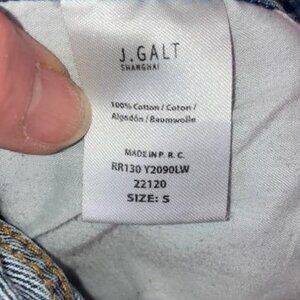 J.GALT
SHANGHAI
100% Cotton / Coton /
Algodón / Baumwolle
MADE IN P. R. C.
RR130 Y2090LW
22120
SIZE: S